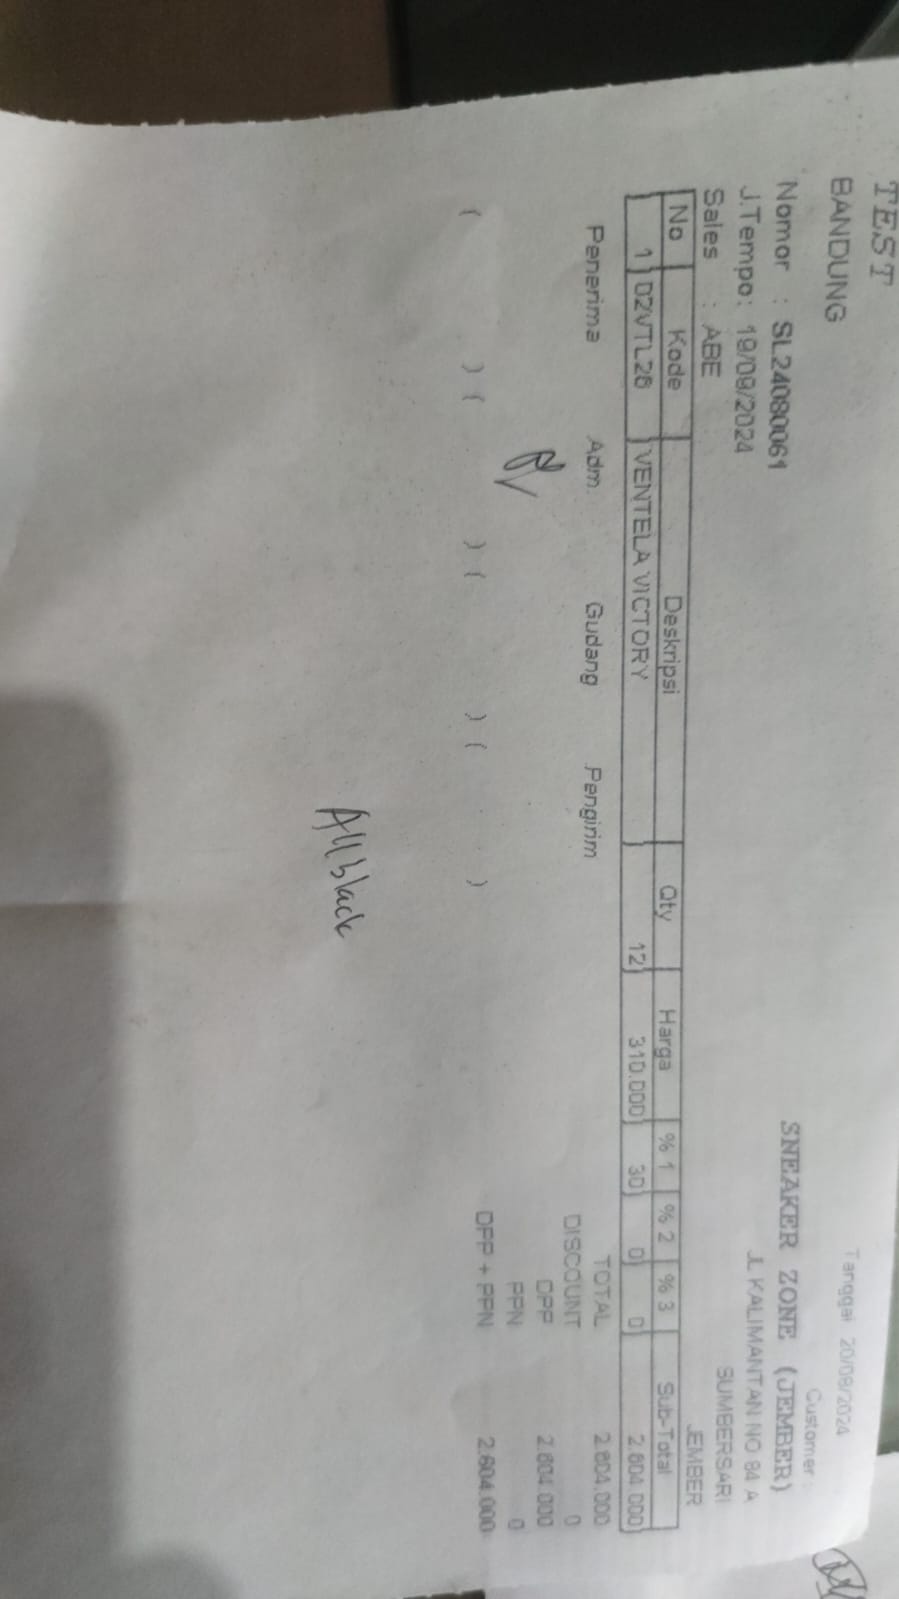 TEST
BANDUNG
Tanggal 20/08/2024
Customer :
Nomor : SL24080061
SNEAKER ZONE (JEMBER)
J.Tempo: 19/09/2024
JL KALIMANTAN NO 84 A
Sales : ABE
SUMBERSARI
JEMBER
No Kode Deskripsi Qty Harga % 1 % 2 % 3 Sub-Total
1 VENTELA VICTORY 12 310.000 30 0 0 2.604.000
Penerima Adm. Gudang Pengirim
TOTAL 2.604.000
DISCOUNT 0
DPP 2.604.000
PPN 0
DPP + PPN 2.604.000
( ) ( ) ( ) ( )
All black